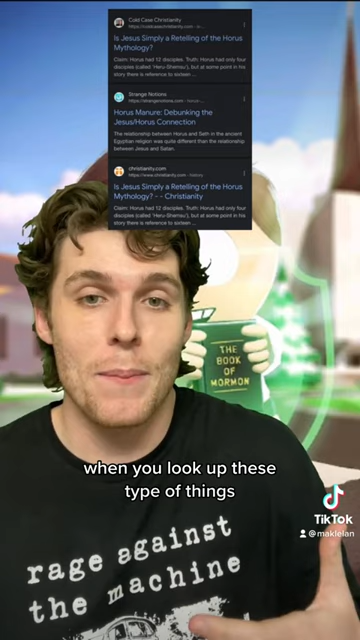 Cold Case Christianity
Is Jesus Simply a Retelling of the Horus
Mythology?
Claim: Horus had 12 disciples. Truth: Horus had only four
disciples (called 'Heru-Shemsu'), but at some point in his
story there is reference to sixteen ...
Strange Notions
Horus Manure: Debunking the
Jesus/Horus Connection
The relationship between Horus and Seth in the ancient
Egyptian religion was quite different than the relationship
between Jesus and Satan.
christianity.com
https://www.christianity.com › history
Is Jesus Simply a Retelling of the Horus
Mythology? - - Christianity
Claim: Horus had 12 disciples. Truth: Horus had only four
disciples (called 'Heru-Shemsu'), but at some point in his
story there is reference to sixteen ...
THE
BOOK
OF
MORMON
when you look up these
type of things
TikTok
@maklelan
rage against
the machine